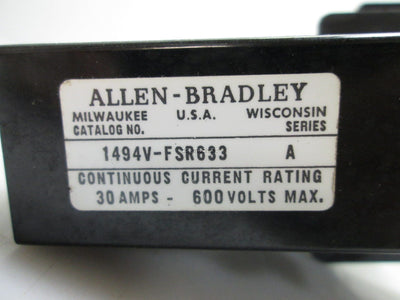 ALLEN-BRADLEY
MILWAUKEE U.S.A. WISCONSIN
CATALOG NO. SERIES
1494V-FSR633 A
CONTINUOUS CURRENT RATING
30 AMPS - 600 VOLTS MAX.